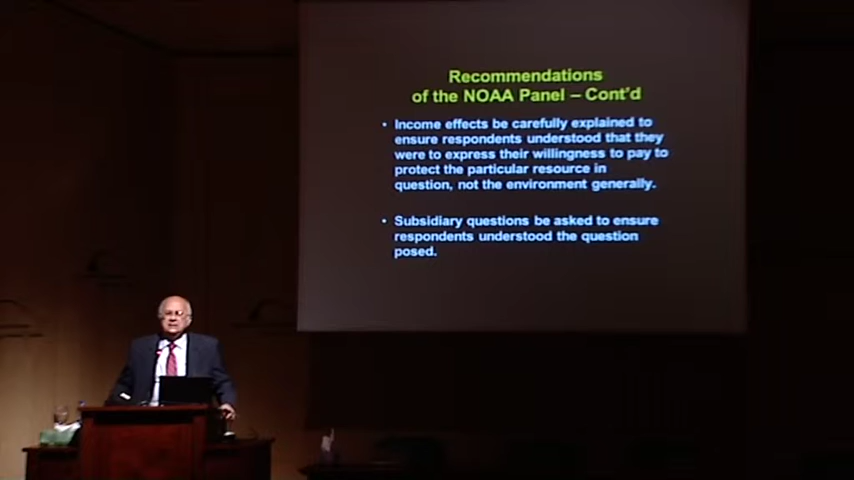 Recommendations
of the NOAA Panel – Cont'd
• Income effects be carefully explained to
ensure respondents understood that they
were to express their willingness to pay to
protect the particular resource in
question, not the environment generally.
• Subsidiary questions be asked to ensure
respondents understood the question
posed.